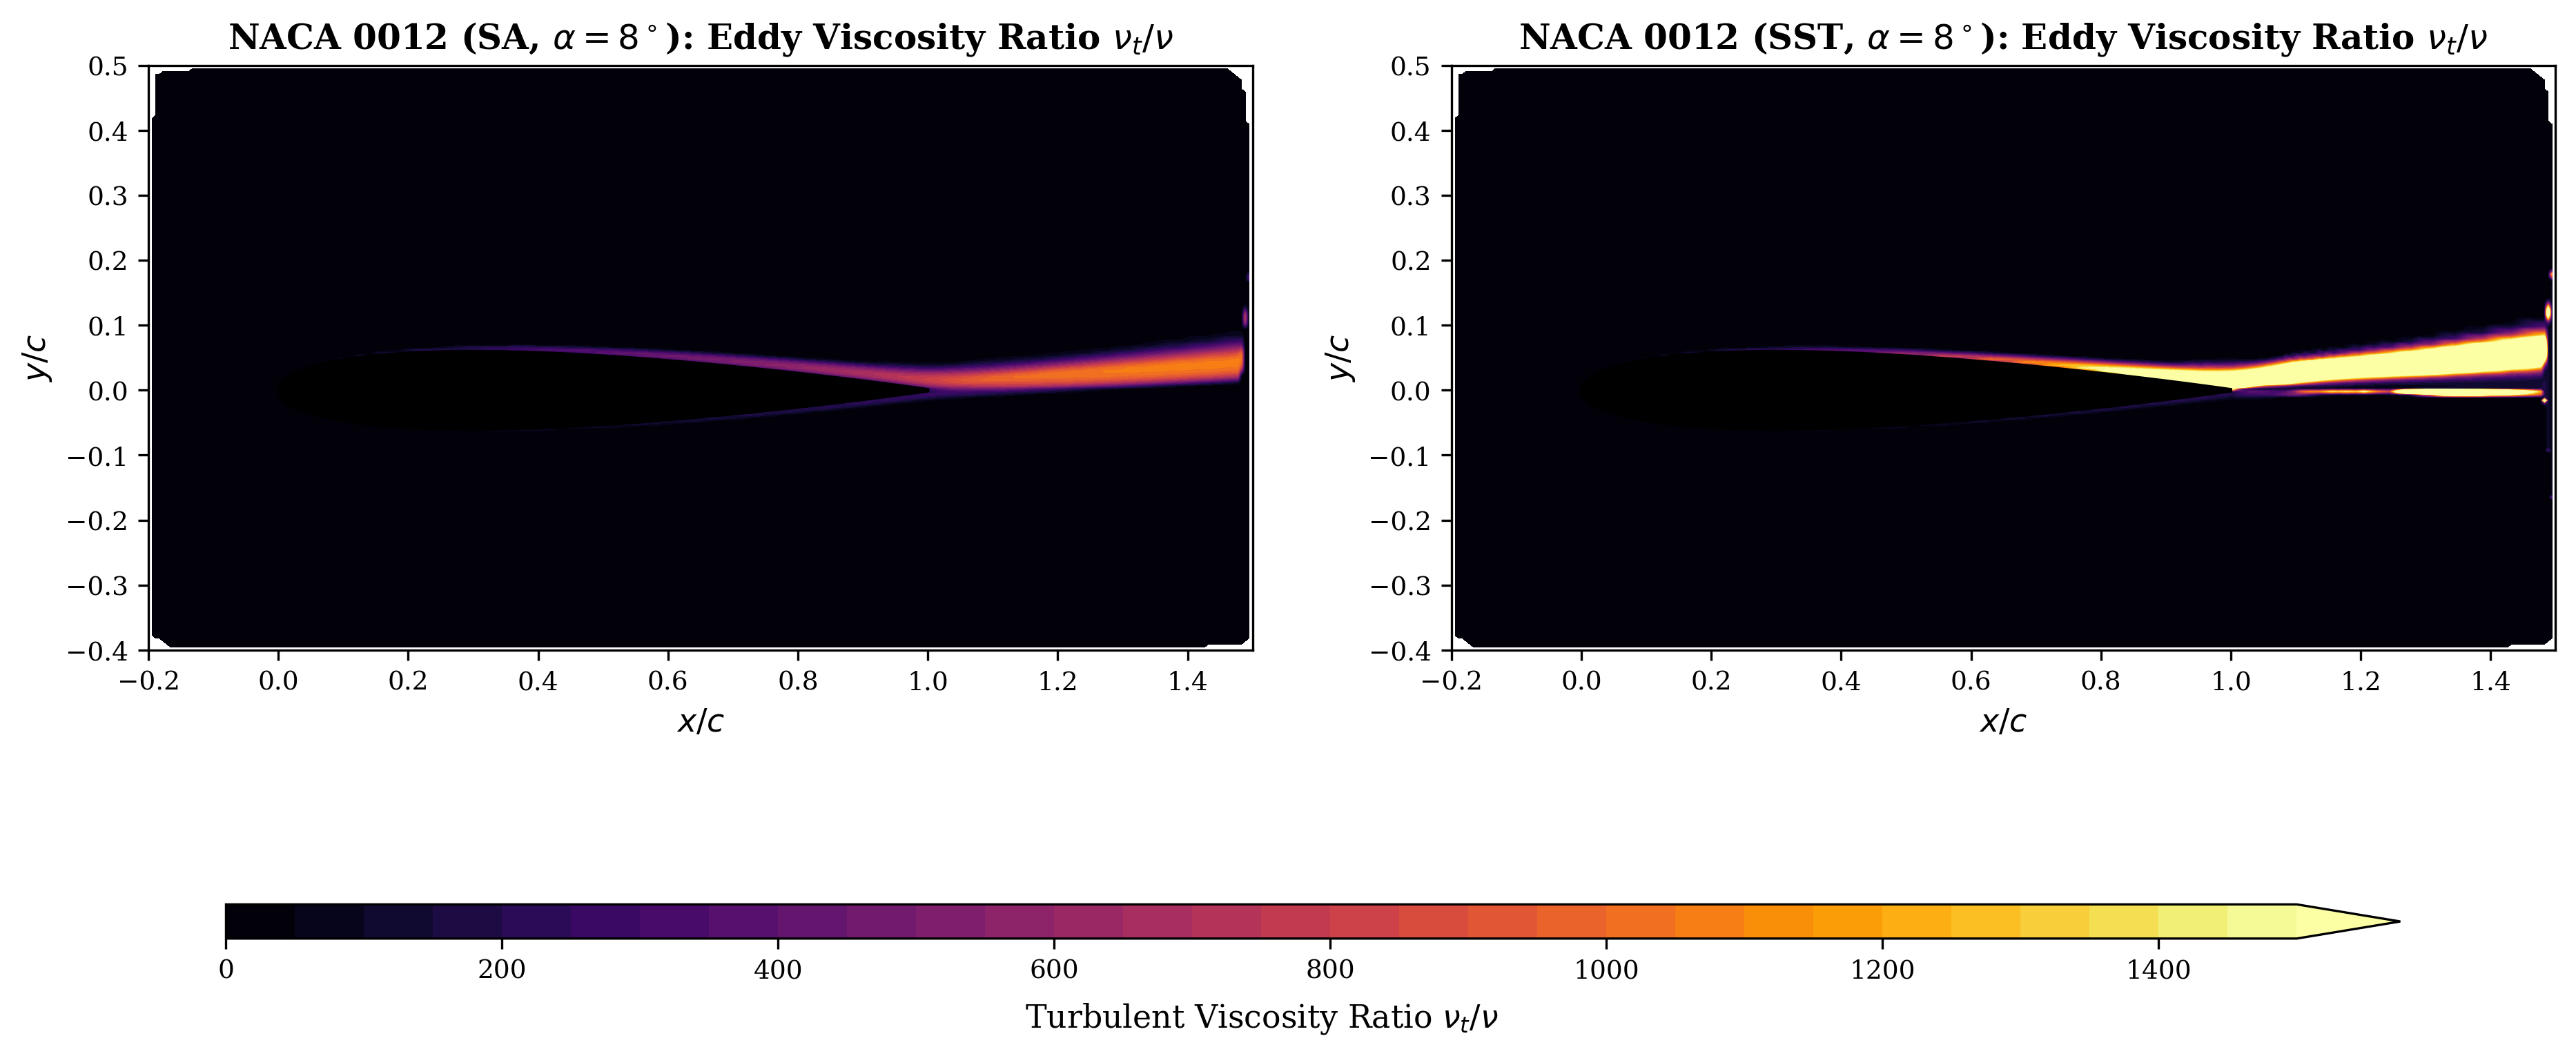 NACA 0012 (SA, α = 8°): Eddy Viscosity Ratio νt/ν
0.5
0.4
0.3
0.2
0.1
0.0
−0.1
−0.2
−0.3
−0.4
y/c
−0.2 0.0 0.2 0.4 0.6 0.8 1.0 1.2 1.4
x/c
NACA 0012 (SST, α = 8°): Eddy Viscosity Ratio νt/ν
0.5
0.4
0.3
0.2
0.1
0.0
−0.1
−0.2
−0.3
−0.4
y/c
−0.2 0.0 0.2 0.4 0.6 0.8 1.0 1.2 1.4
x/c
0 200 400 600 800 1000 1200 1400
Turbulent Viscosity Ratio νt/ν